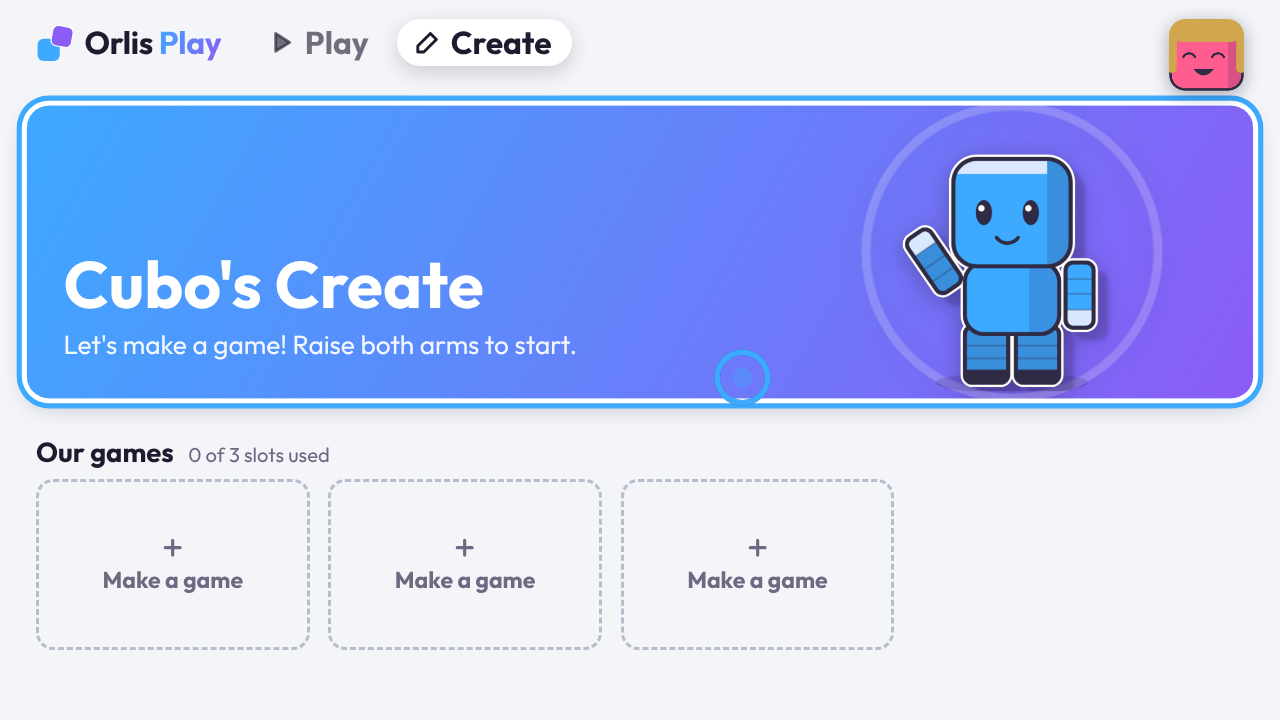 Orlis Play
Play
Create
Cubo's Create
Let's make a game! Raise both arms to start.
Our games 0 of 3 slots used
+ + +
Make a game Make a game Make a game